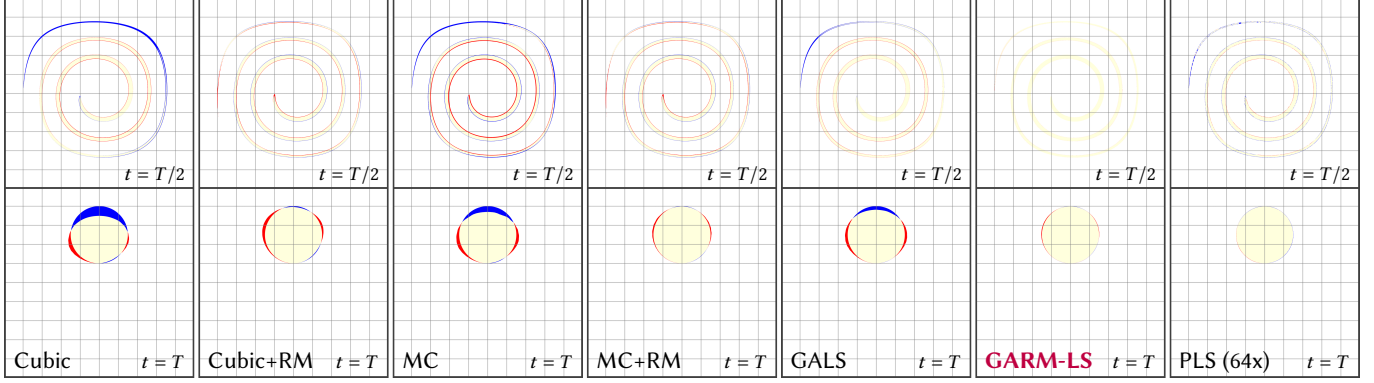 t = T/2 t = T/2 t = T/2 t = T/2 t = T/2 t = T/2 t = T/2
Cubic t = T Cubic+RM t = T MC t = T MC+RM t = T GALS t = T GARM-LS t = T PLS (64x) t = T